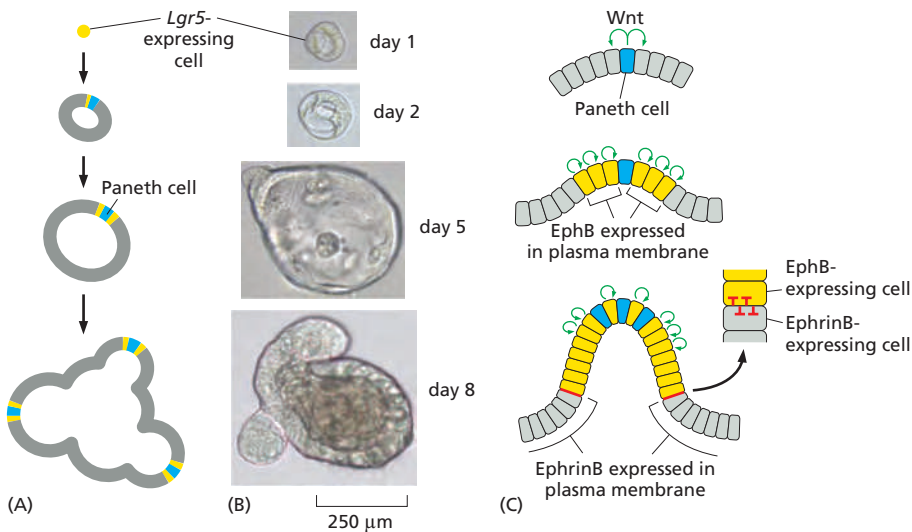 Lgr5-
expressing
cell
Paneth cell
(A)
day 1
day 2
day 5
day 8
(B)
250 μm
Wnt
Paneth cell
EphB expressed
in plasma membrane
EphB-
expressing cell
EphrinB-
expressing cell
EphrinB expressed in
plasma membrane
(C)